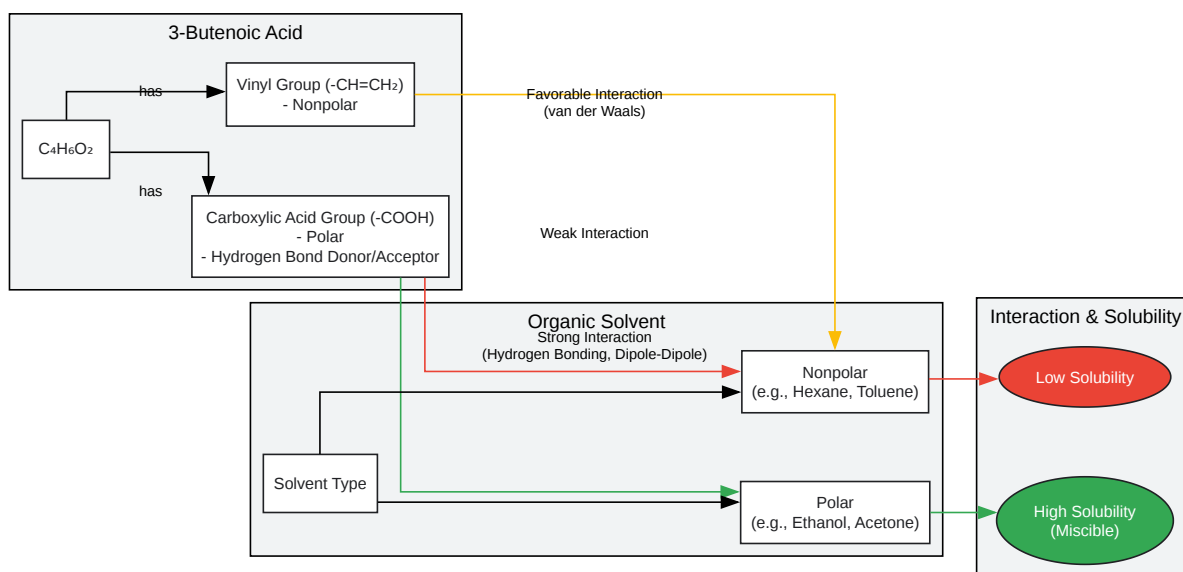 3-Butenoic Acid
has
Vinyl Group (-CH=CH₂)
- Nonpolar
C₄H₆O₂
has
Carboxylic Acid Group (-COOH)
- Polar
- Hydrogen Bond Donor/Acceptor
Favorable Interaction
(van der Waals)
Weak Interaction
Organic Solvent
Strong Interaction
(Hydrogen Bonding, Dipole-Dipole)
Nonpolar
(e.g., Hexane, Toluene)
Solvent Type
Polar
(e.g., Ethanol, Acetone)
Interaction & Solubility
Low Solubility
High Solubility
(Miscible)